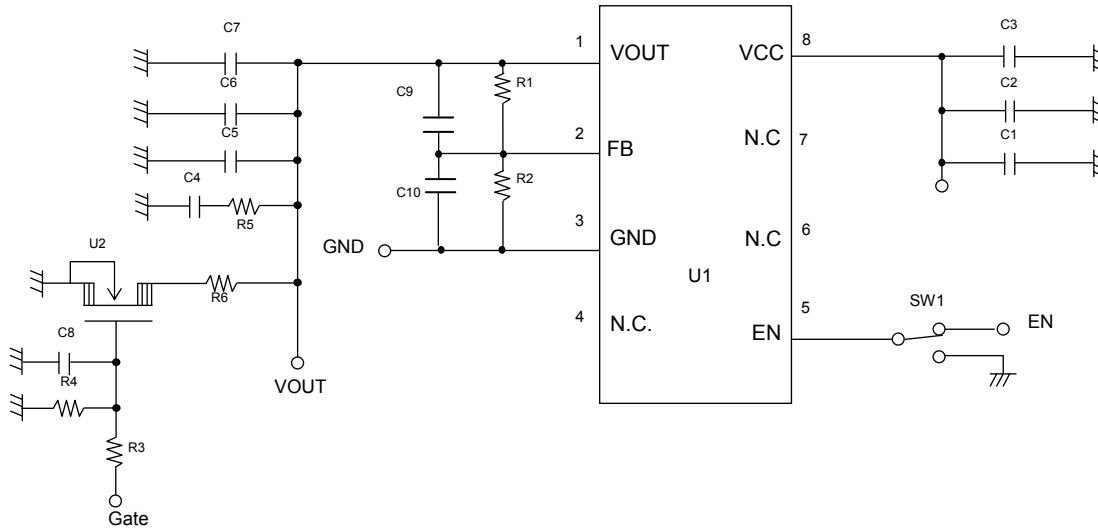 C7
1
VOUT
VCC
8
C3
C6
C9
R1
C2
C5
2
FB
N.C
7
C1
C4
C10
R2
R5
3
GND
GND
N.C
6
U2
U1
R6
SW1
C8
4
N.C.
EN
5
EN
R4
VOUT
R3
Gate